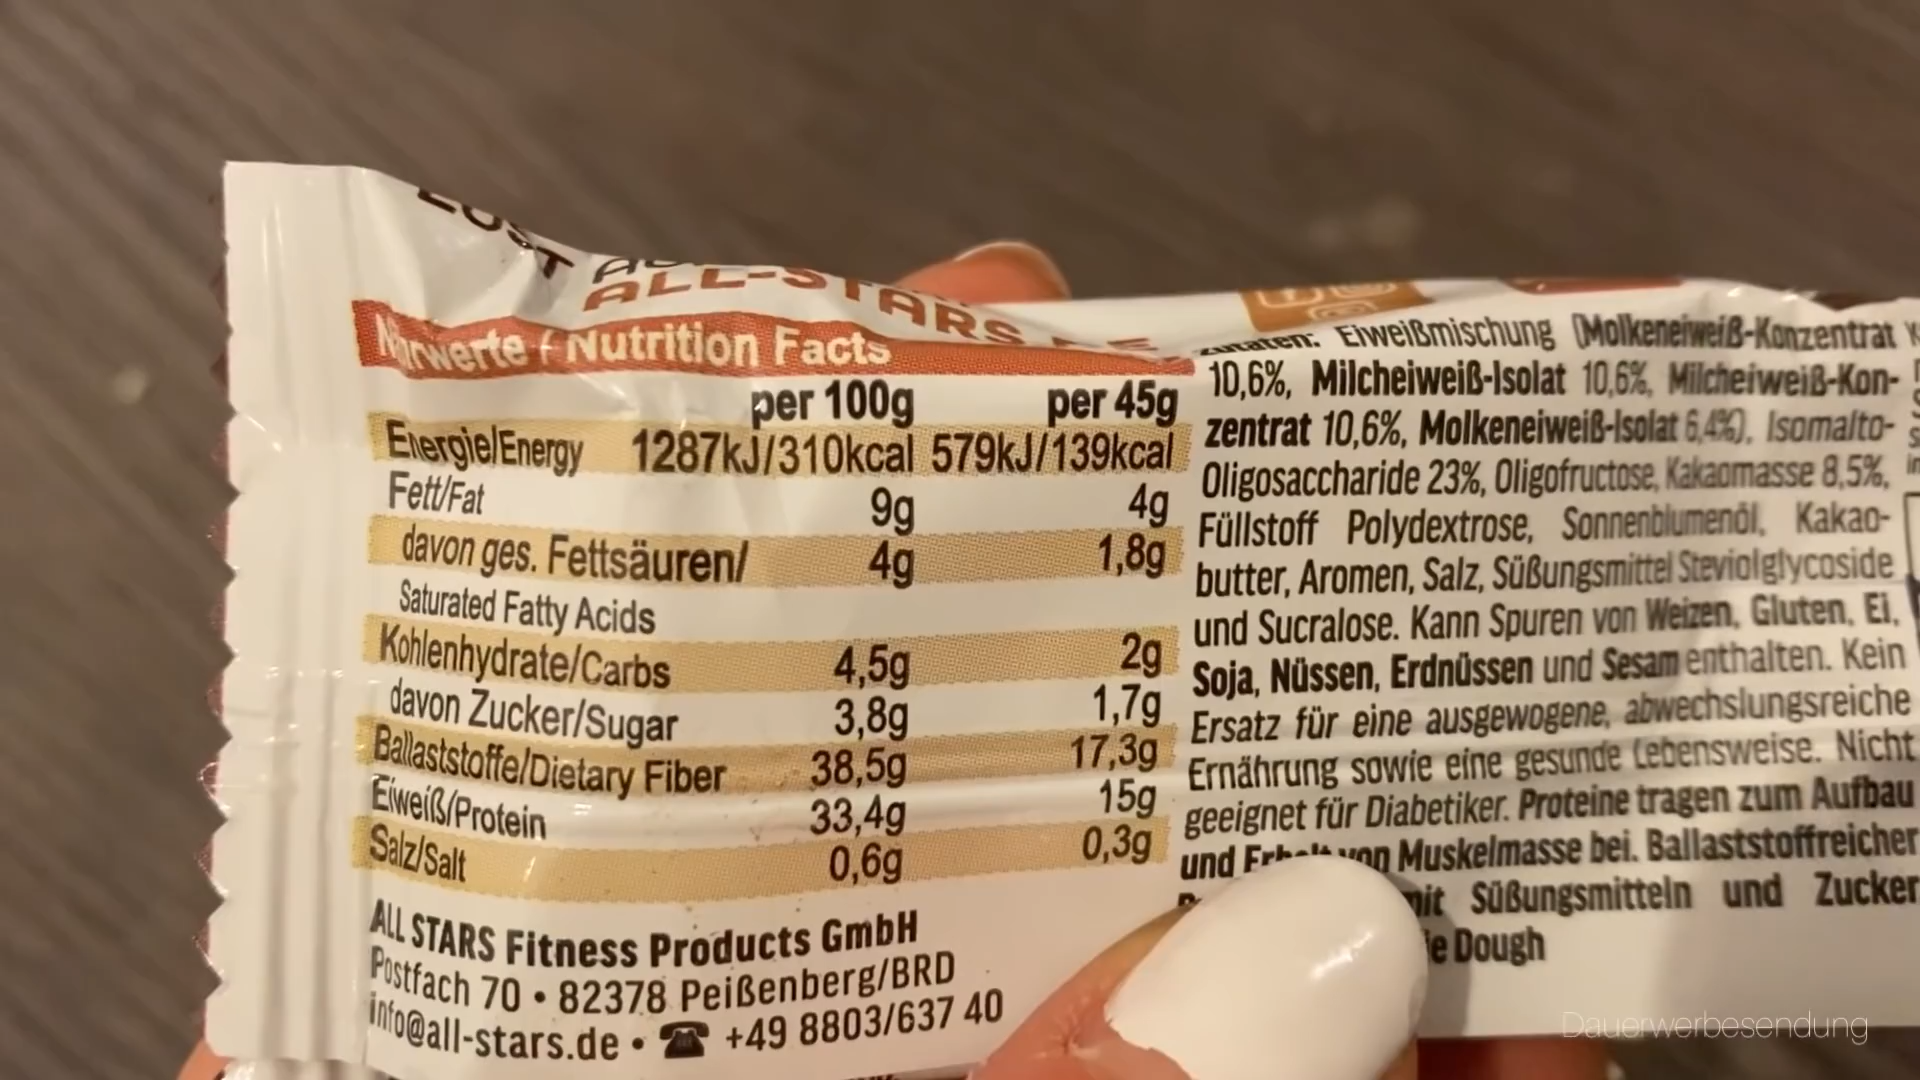 LUST
ALL-STARS
Nährwerte / Nutrition Facts
per 100g per 45g
Energie/Energy 1287kJ/310kcal 579kJ/139kcal
Fett/Fat 9g 4g
davon ges. Fettsäuren/ 4g 1,8g
Saturated Fatty Acids
Kohlenhydrate/Carbs 4,5g 2g
davon Zucker/Sugar 3,8g 1,7g
Ballaststoffe/Dietary Fiber 38,5g 17,3g
Eiweiß/Protein 33,4g 15g
Salz/Salt 0,6g 0,3g
ALL STARS Fitness Products GmbH
Postfach 70 • 82378 Peißenberg/BRD
info@all-stars.de • ☎ +49 8803/637 40
Zutaten: Eiweißmischung (Molkeneiweiß-Konzentrat
10,6%, Milcheiweiß-Isolat 10,6%, Milcheiweiß-Kon-
zentrat 10,6%, Molkeneiweiß-Isolat 6,4%), Isomalto-
Oligosaccharide 23%, Oligofructose, Kakaomasse 8,5%,
Füllstoff Polydextrose, Sonnenblumenöl, Kakao-
butter, Aromen, Salz, Süßungsmittel Steviolglycoside
und Sucralose. Kann Spuren von Weizen, Gluten, Ei,
Soja, Nüssen, Erdnüssen und Sesam enthalten. Kein
Ersatz für eine ausgewogene, abwechslungsreiche
Ernährung sowie eine gesunde Lebensweise. Nicht
geeignet für Diabetiker. Proteine tragen zum Aufbau
und Erhalt von Muskelmasse bei. Ballaststoffreicher
mit Süßungsmitteln und Zucker
Dough
Dauerwerbesendung